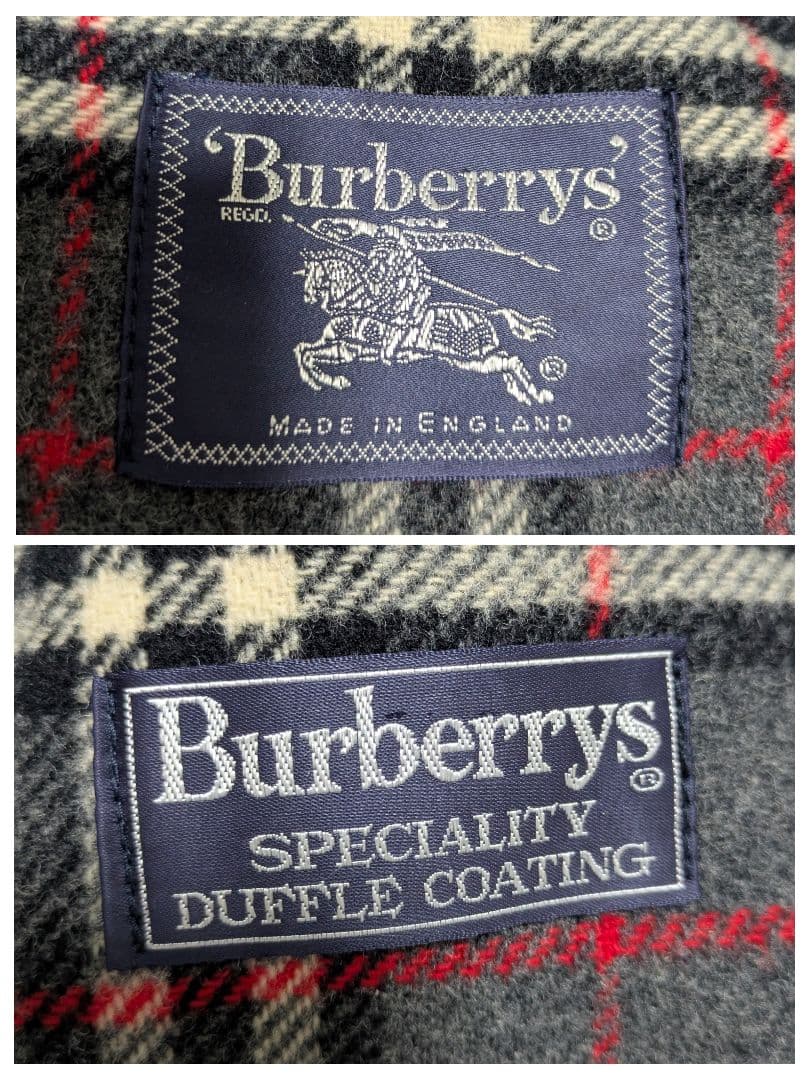 'Burberrys'
REGD. ®
®
MADE IN ENGLAND
Burberrys
®
SPECIALITY
DUFFLE COATING